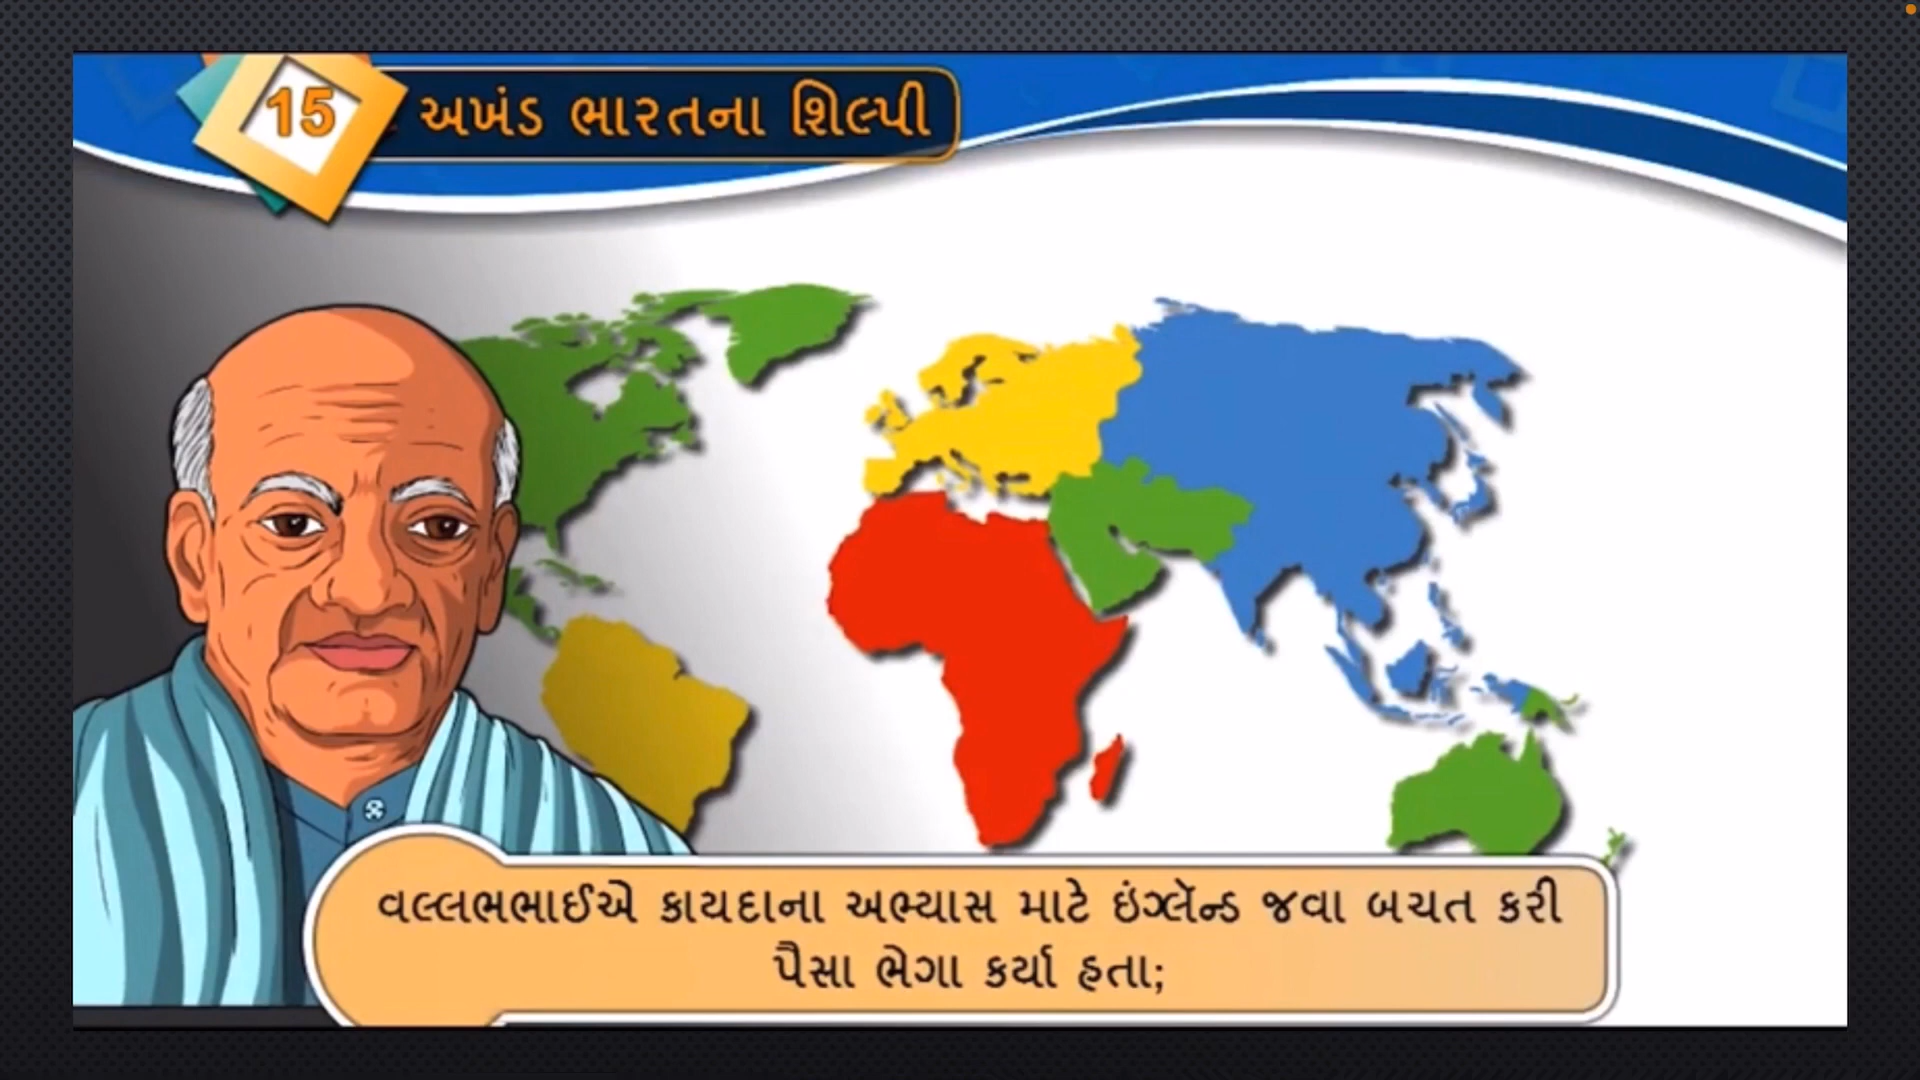 15 અખંડ ભારતના શિલ્પી
વલ્લભભાઈએ કાયદાના અભ્યાસ માટે ઇંગ્લૅન્ડ જવા બચત કરી
પૈસા ભેગા કર્યા હતા;